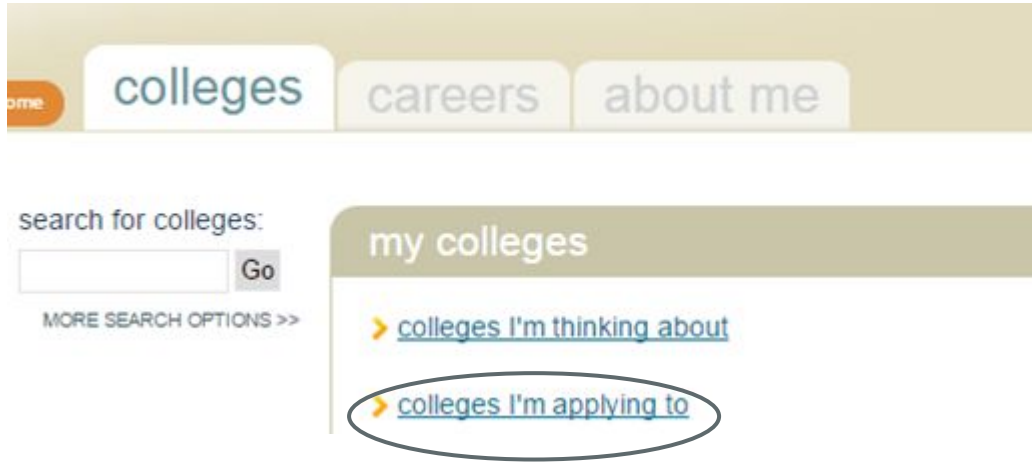 ome
colleges
careers
about me
search for colleges:
Go
MORE SEARCH OPTIONS >>
my colleges
colleges I'm thinking about
colleges I'm applying to